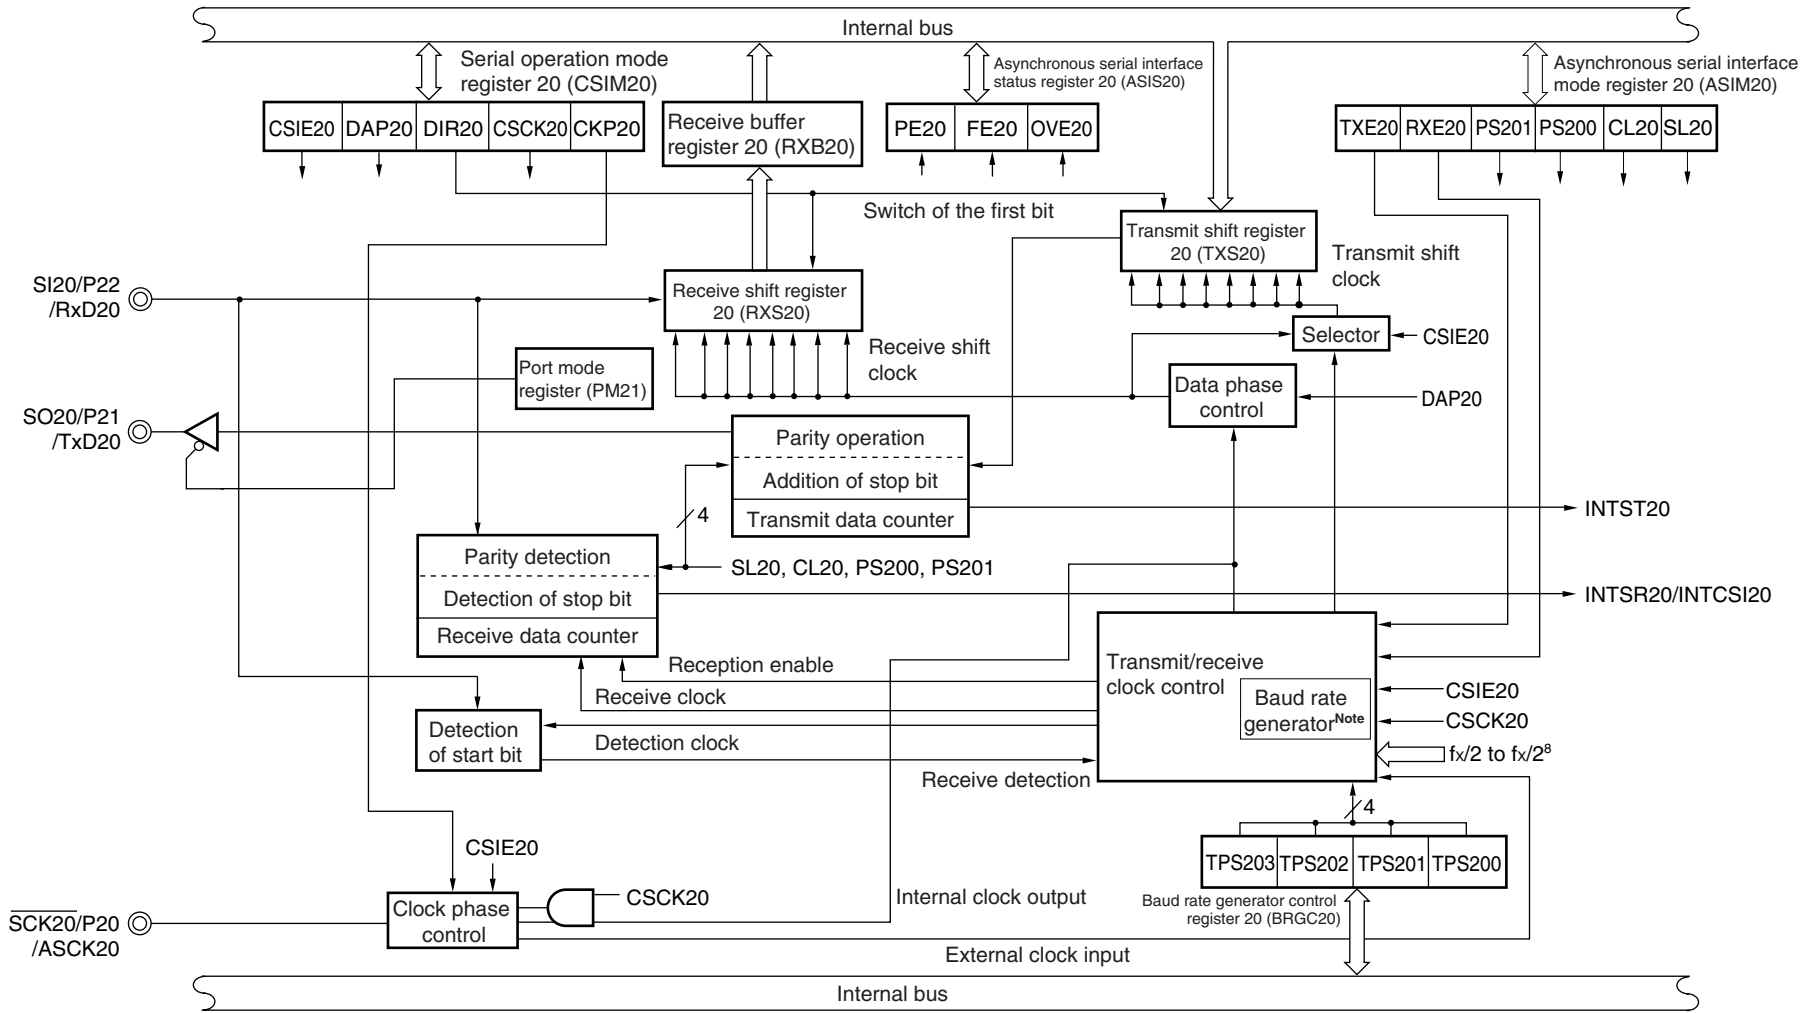 Internal bus
Serial operation mode
register 20 (CSIM20)
Asynchronous serial interface
status register 20 (ASIS20)
Asynchronous serial interface
mode register 20 (ASIM20)
CSIE20 DAP20 DIR20 CSCK20 CKP20
Receive buffer
register 20 (RXB20)
PE20 FE20 OVE20
TXE20 RXE20 PS201 PS200 CL20 SL20
Switch of the first bit
Transmit shift register
20 (TXS20)
Transmit shift
clock
SI20/P22
/RxD20
Receive shift register
20 (RXS20)
Selector
CSIE20
Receive shift
clock
Port mode
register (PM21)
Data phase
control
DAP20
SO20/P21
/TxD20
Parity operation
Addition of stop bit
Transmit data counter
4
INTST20
Parity detection
Detection of stop bit
Receive data counter
SL20, CL20, PS200, PS201
INTSR20/INTCSI20
Reception enable
Receive clock
Transmit/receive
clock control
Baud rate
generatorNote
CSIE20
CSCK20
fx/2 to fx/2⁸
Detection
of start bit
Detection clock
Receive detection
4
TPS203 TPS202 TPS201 TPS200
CSIE20
CSCK20
Clock phase
control
Internal clock output
Baud rate generator control
register 20 (BRGC20)
SCK20/P20
/ASCK20
External clock input
Internal bus